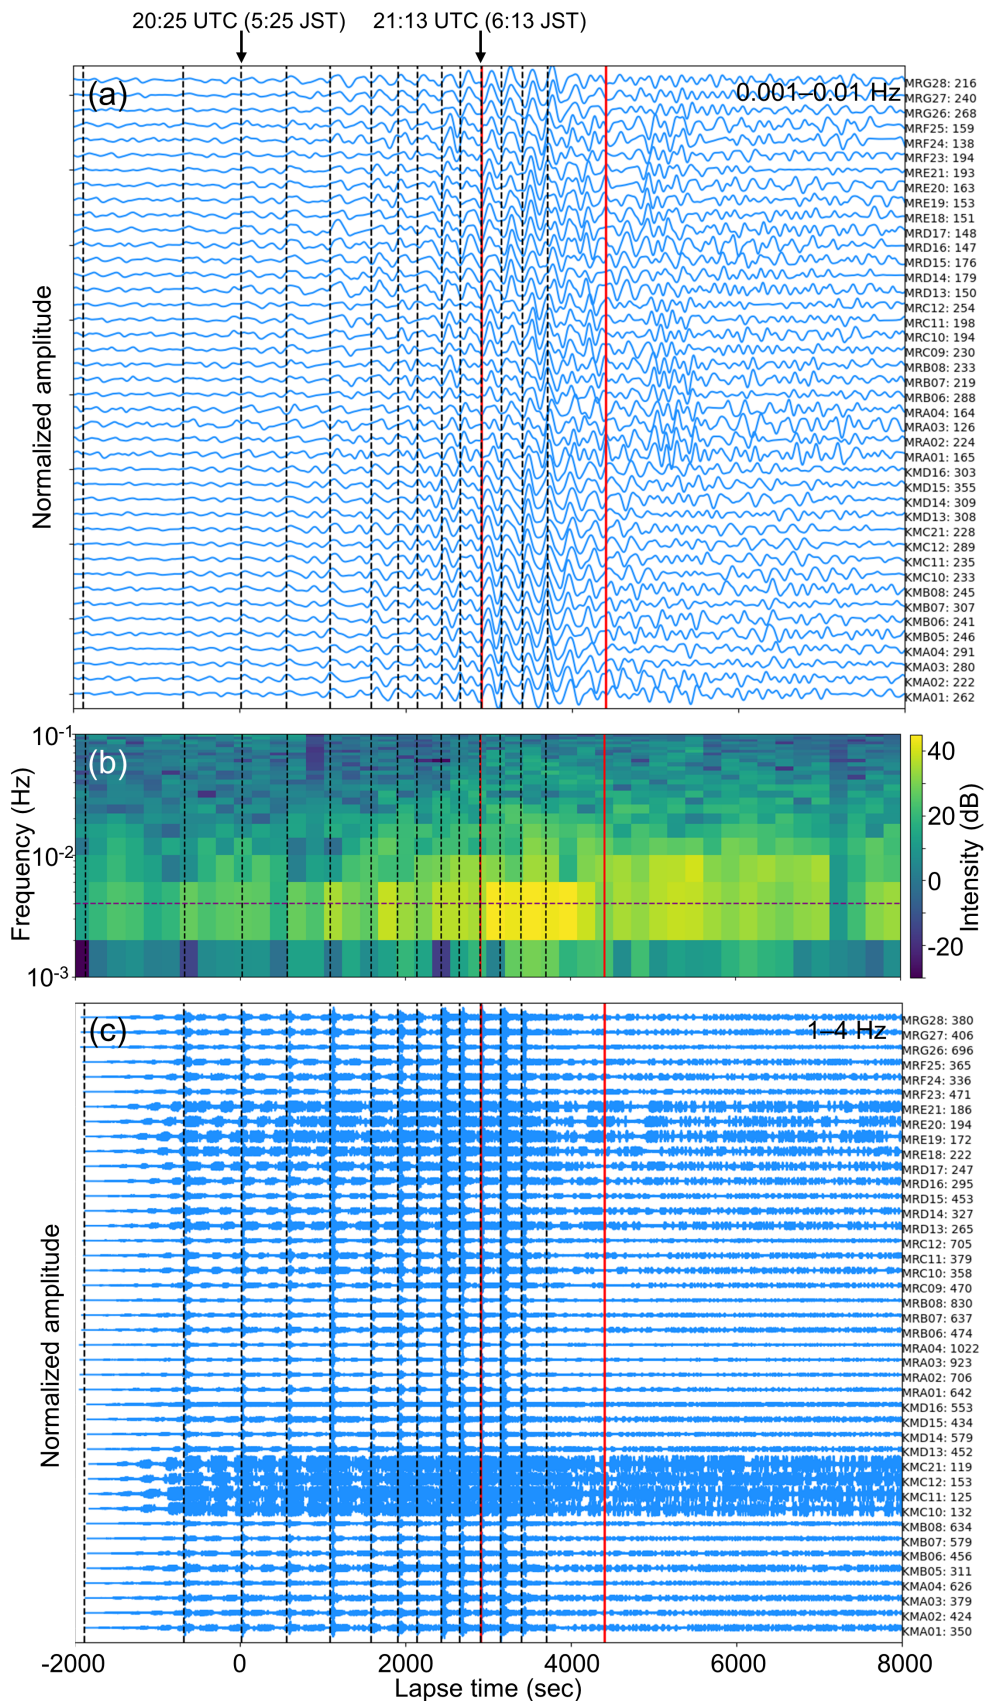 20:25 UTC (5:25 JST) 21:13 UTC (6:13 JST)
(a)
0.001–0.01 Hz
Normalized amplitude
MRG28: 216
MRG27: 240
MRG26: 268
MRF25: 159
MRF24: 138
MRF23: 194
MRE21: 193
MRE20: 163
MRE19: 153
MRE18: 151
MRD17: 148
MRD16: 147
MRD15: 176
MRD14: 179
MRD13: 150
MRC12: 254
MRC11: 198
MRC10: 194
MRC09: 230
MRB08: 233
MRB07: 219
MRB06: 288
MRA04: 164
MRA03: 126
MRA02: 224
MRA01: 165
KMD16: 303
KMD15: 355
KMD14: 309
KMD13: 308
KMC21: 228
KMC12: 289
KMC11: 235
KMC10: 233
KMB08: 245
KMB07: 307
KMB06: 241
KMB05: 246
KMA04: 291
KMA03: 280
KMA02: 222
KMA01: 262
(b)
Frequency (Hz)
10-1
10-2
10-3
40
20
0
-20
Intensity (dB)
(c)
1–4 Hz
Normalized amplitude
MRG28: 380
MRG27: 406
MRG26: 696
MRF25: 365
MRF24: 336
MRF23: 471
MRE21: 186
MRE20: 194
MRE19: 172
MRE18: 222
MRD17: 247
MRD16: 295
MRD15: 453
MRD14: 327
MRD13: 265
MRC12: 705
MRC11: 379
MRC10: 358
MRC09: 470
MRB08: 830
MRB07: 637
MRB06: 474
MRA04: 1022
MRA03: 923
MRA02: 706
MRA01: 642
KMD16: 553
KMD15: 434
KMD14: 579
KMD13: 452
KMC21: 119
KMC12: 153
KMC11: 125
KMC10: 132
KMB08: 634
KMB07: 579
KMB06: 456
KMB05: 311
KMA04: 626
KMA03: 379
KMA02: 424
KMA01: 350
-2000 0 2000 4000 6000 8000
Lapse time (sec)